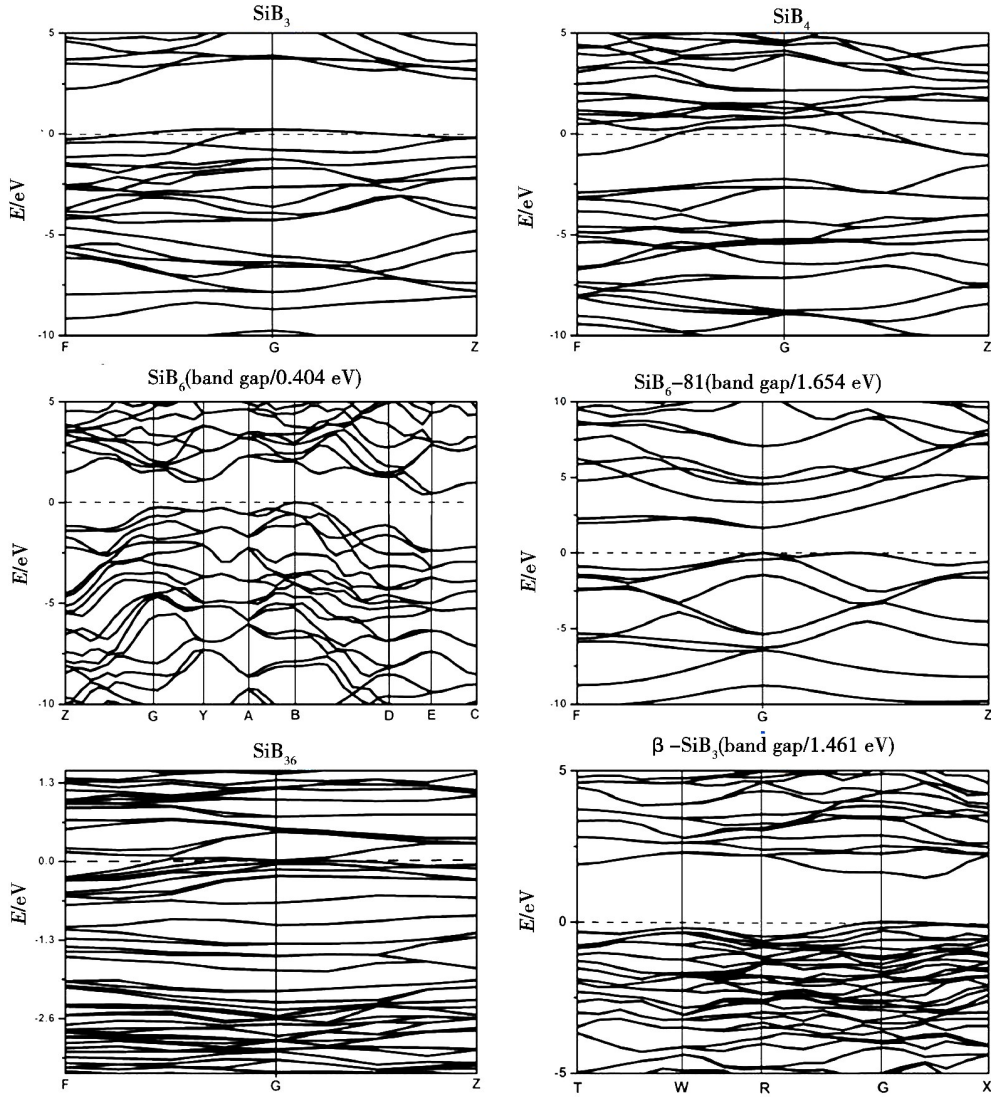 SiB₃
5
0
-5
-10
E/eV
F G Z
SiB₄
5
0
-5
-10
E/eV
F G Z
SiB₆(band gap/0.404 eV)
5
0
-5
-10
E/eV
Z G Y A B D E C
SiB₆-81(band gap/1.654 eV)
10
5
0
-5
-10
E/eV
F G Z
SiB₃₆
1.3
0.0
-1.3
-2.6
E/eV
F G Z
β-SiB₃(band gap/1.461 eV)
5
0
-5
E/eV
T W R G X